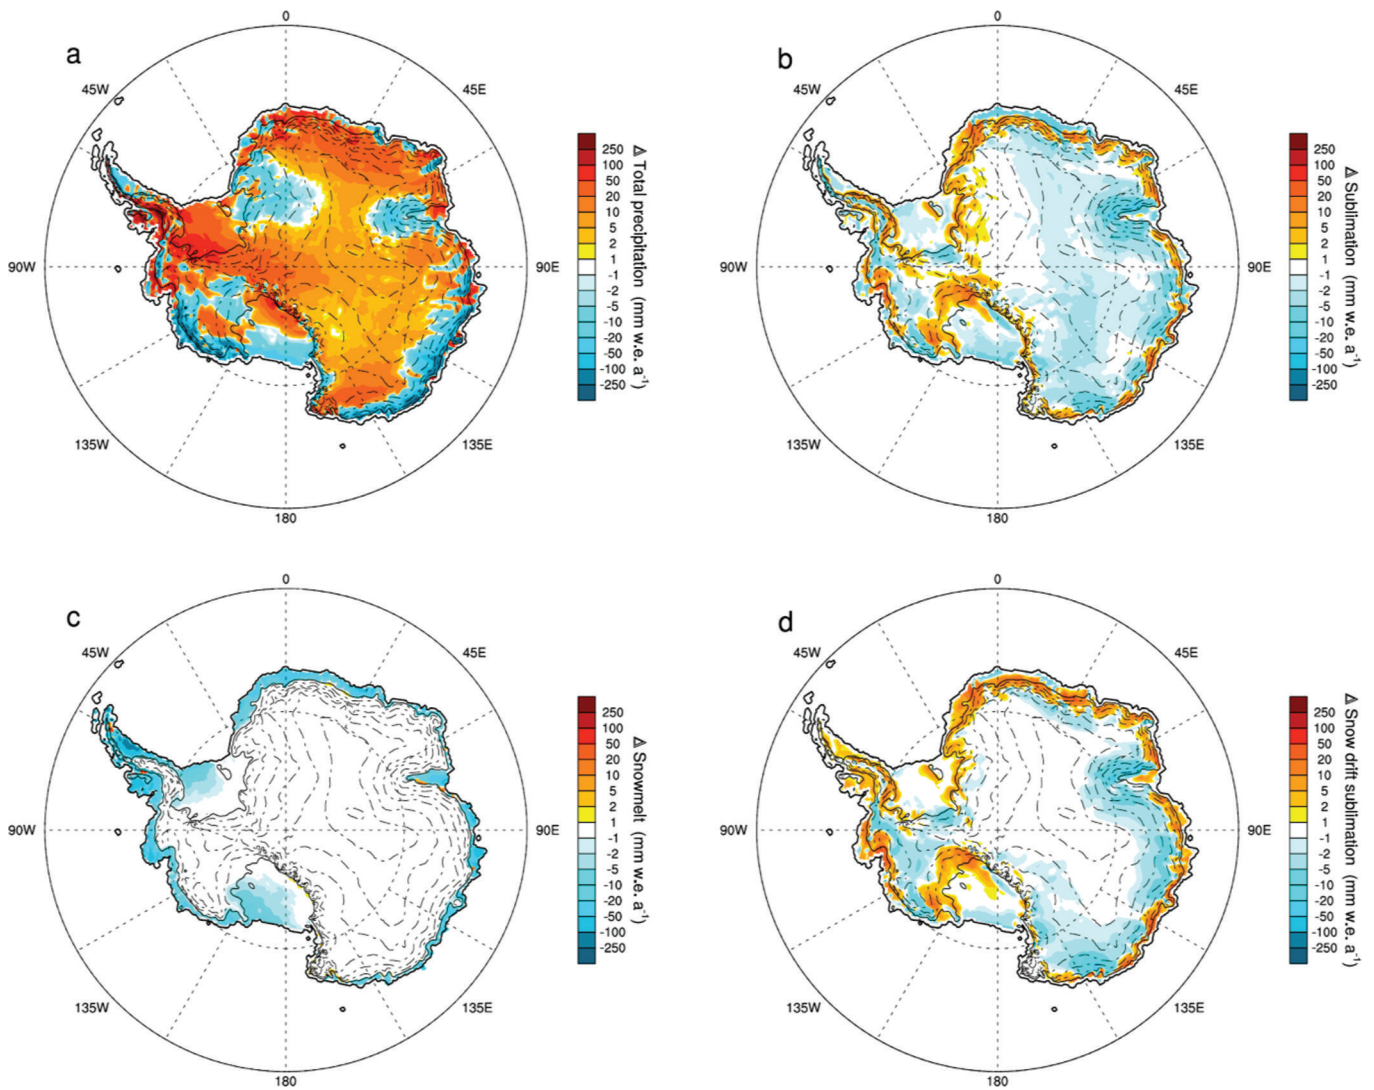 a
0
45W
45E
90W
90E
135W
135E
180
250
100
50
20
10
5
2
1
-1
-2
-5
-10
-20
-50
-100
-250
Δ Total precipitation (mm w.e. a⁻¹)
b
0
45W
45E
90W
90E
135W
135E
180
250
100
50
20
10
5
2
1
-1
-2
-5
-10
-20
-50
-100
-250
Δ Sublimation (mm w.e. a⁻¹)
c
0
45W
45E
90W
90E
135W
135E
180
250
100
50
20
10
5
2
1
-1
-2
-5
-10
-20
-50
-100
-250
Δ Snowmelt (mm w.e. a⁻¹)
d
0
45W
45E
90W
90E
135W
135E
180
250
100
50
20
10
5
2
1
-1
-2
-5
-10
-20
-50
-100
-250
Δ Snow drift sublimation (mm w.e. a⁻¹)